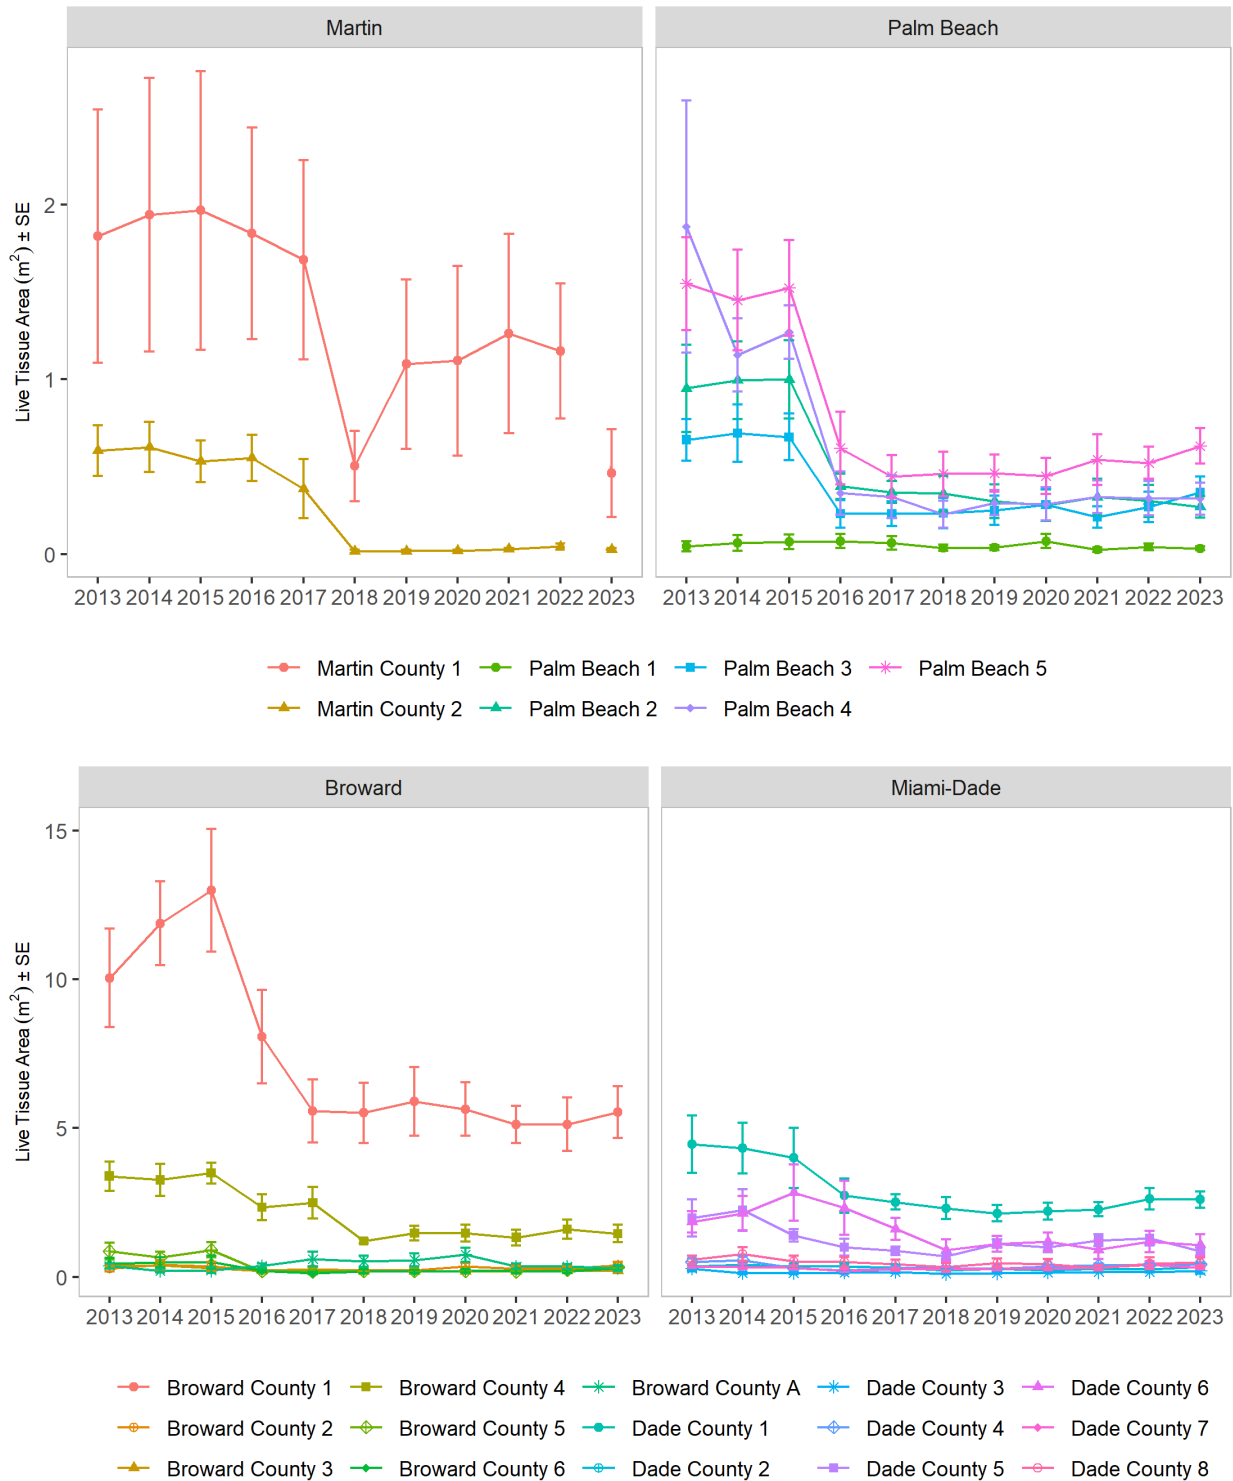 Martin Palm Beach
Live Tissue Area (m²) ± SE
2
1
0
2013 2014 2015 2016 2017 2018 2019 2020 2021 2022 2023 2013 2014 2015 2016 2017 2018 2019 2020 2021 2022 2023
Martin County 1 Palm Beach 1 Palm Beach 3 Palm Beach 5
Martin County 2 Palm Beach 2 Palm Beach 4
Broward Miami-Dade
Live Tissue Area (m²) ± SE
15
10
5
0
2013 2014 2015 2016 2017 2018 2019 2020 2021 2022 2023 2013 2014 2015 2016 2017 2018 2019 2020 2021 2022 2023
Broward County 1 Broward County 4 Broward County A Dade County 3 Dade County 6
Broward County 2 Broward County 5 Dade County 1 Dade County 4 Dade County 7
Broward County 3 Broward County 6 Dade County 2 Dade County 5 Dade County 8